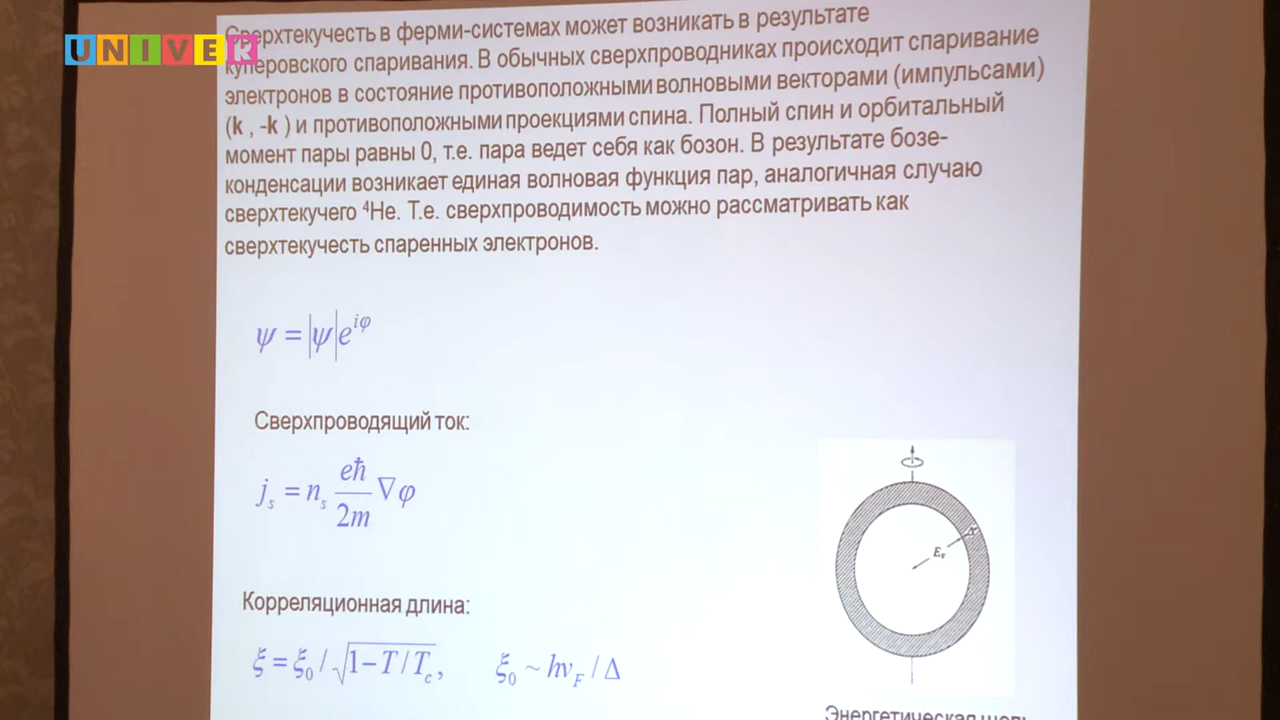 UNIVER
Сверхтекучесть в ферми-системах может возникать в результате
куперовского спаривания. В обычных сверхпроводниках происходит спаривание
электронов в состояние противоположными волновыми векторами (импульсами)
(k , -k ) и противоположными проекциями спина. Полный спин и орбитальный
момент пары равны 0, т.е. пара ведет себя как бозон. В результате бозе-
конденсации возникает единая волновая функция пар, аналогичная случаю
сверхтекучего ⁴He. Т.е. сверхпроводимость можно рассматривать как
сверхтекучесть спаренных электронов.
ψ = |ψ|e^{iφ}
Сверхпроводящий ток:
j_s = n_s eħ/2m ∇φ
Корреляционная длина:
ξ = ξ₀ / √(1 − T / T_c), ξ₀ ~ hv_F / Δ
E_F
Δ
Энергетическая щель